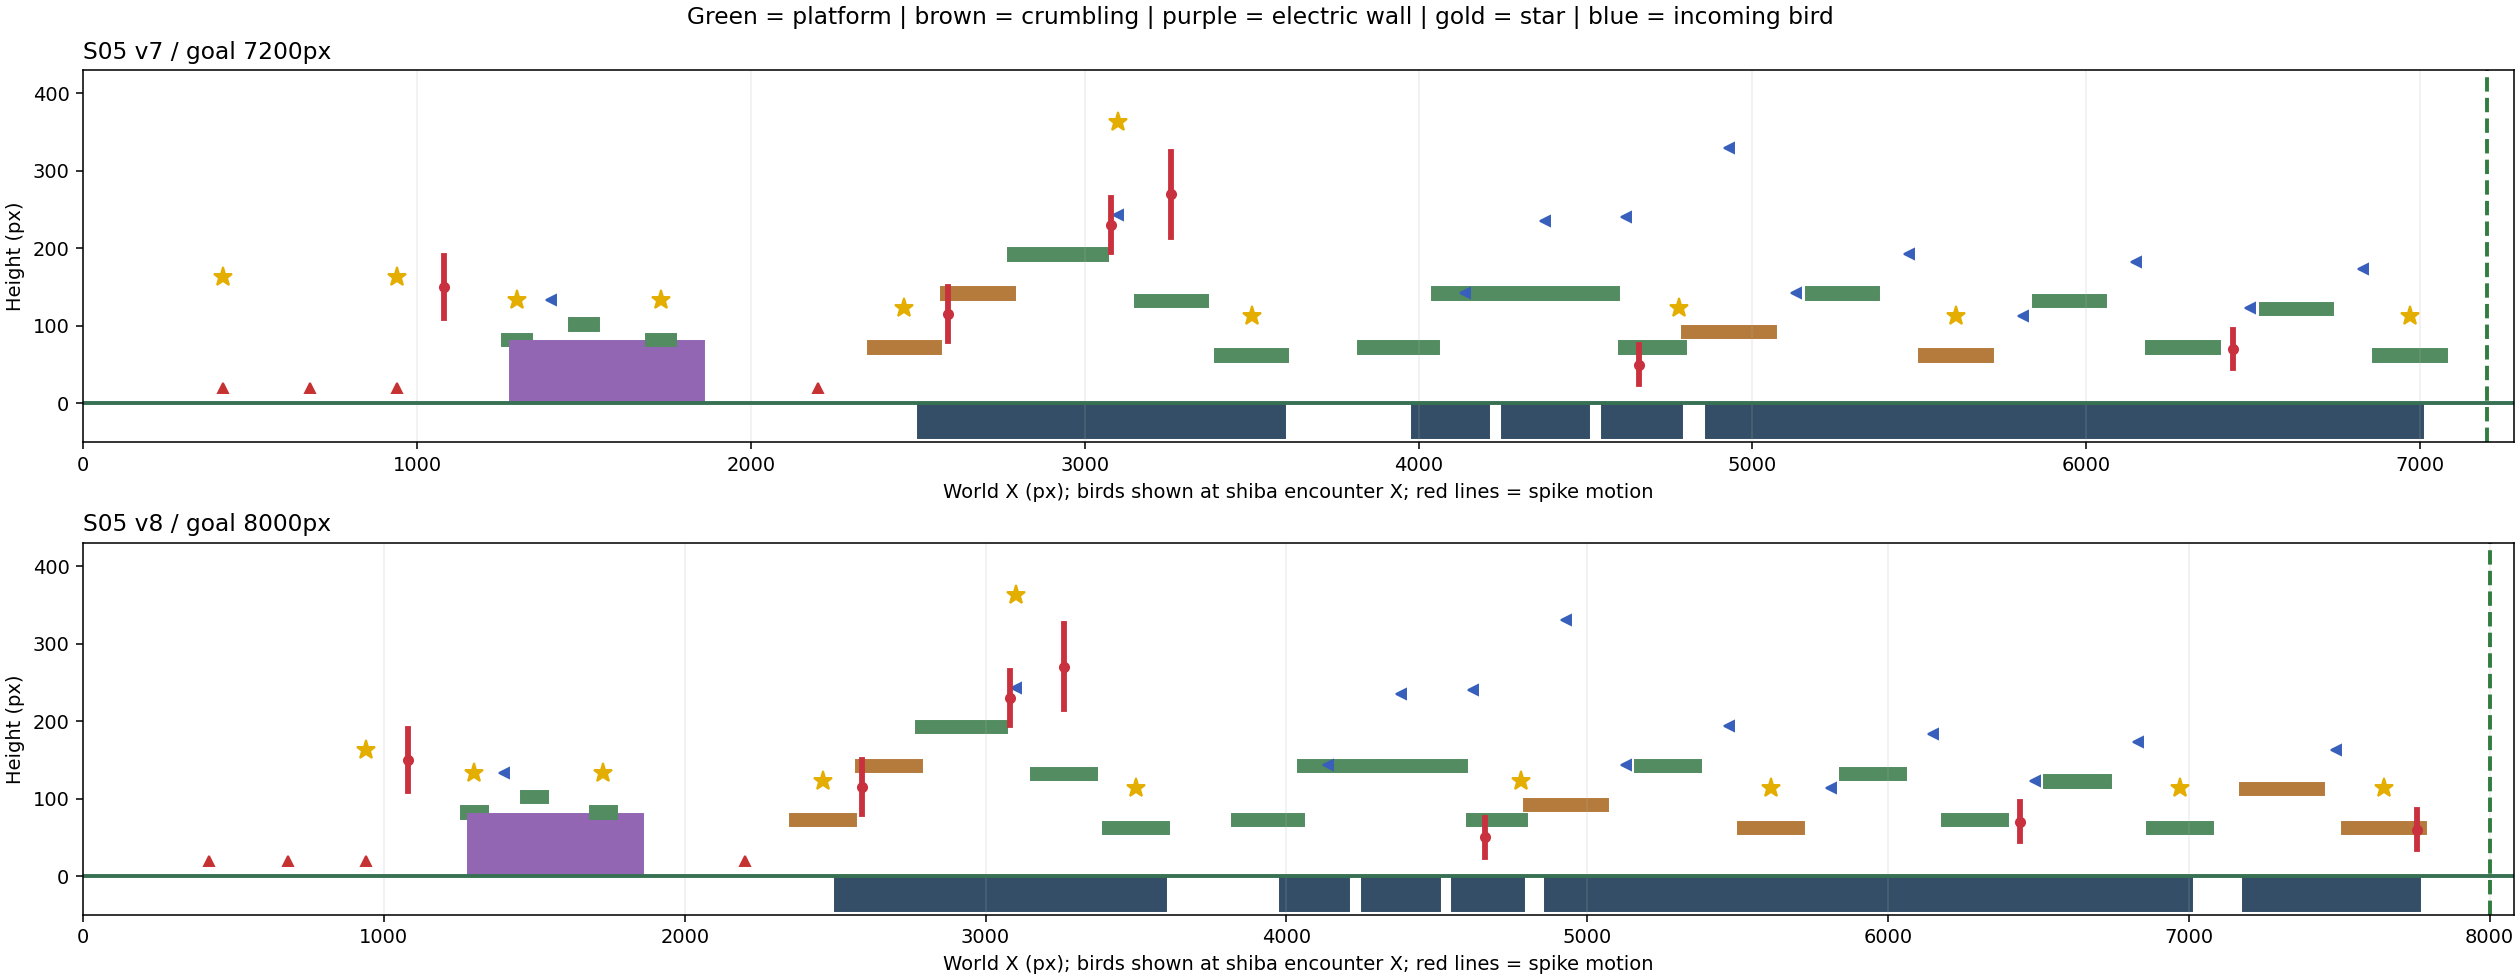 Green = platform | brown = crumbling | purple = electric wall | gold = star | blue = incoming bird
S05 v7 / goal 7200px
400
300
200
100
0
Height (px)
0 1000 2000 3000 4000 5000 6000 7000
World X (px); birds shown at shiba encounter X; red lines = spike motion
S05 v8 / goal 8000px
400
300
200
100
0
Height (px)
0 1000 2000 3000 4000 5000 6000 7000 8000
World X (px); birds shown at shiba encounter X; red lines = spike motion